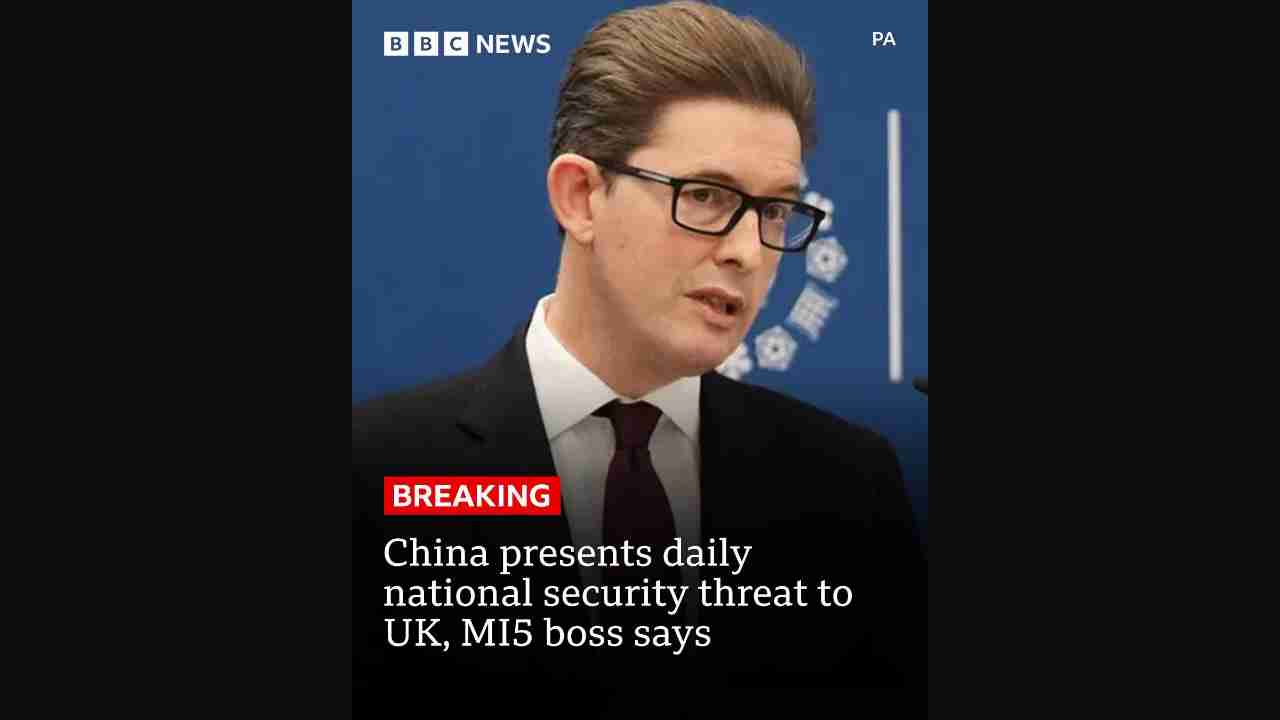 BBC NEWS
PA
BREAKING
China presents daily
national security threat to
UK, MI5 boss says